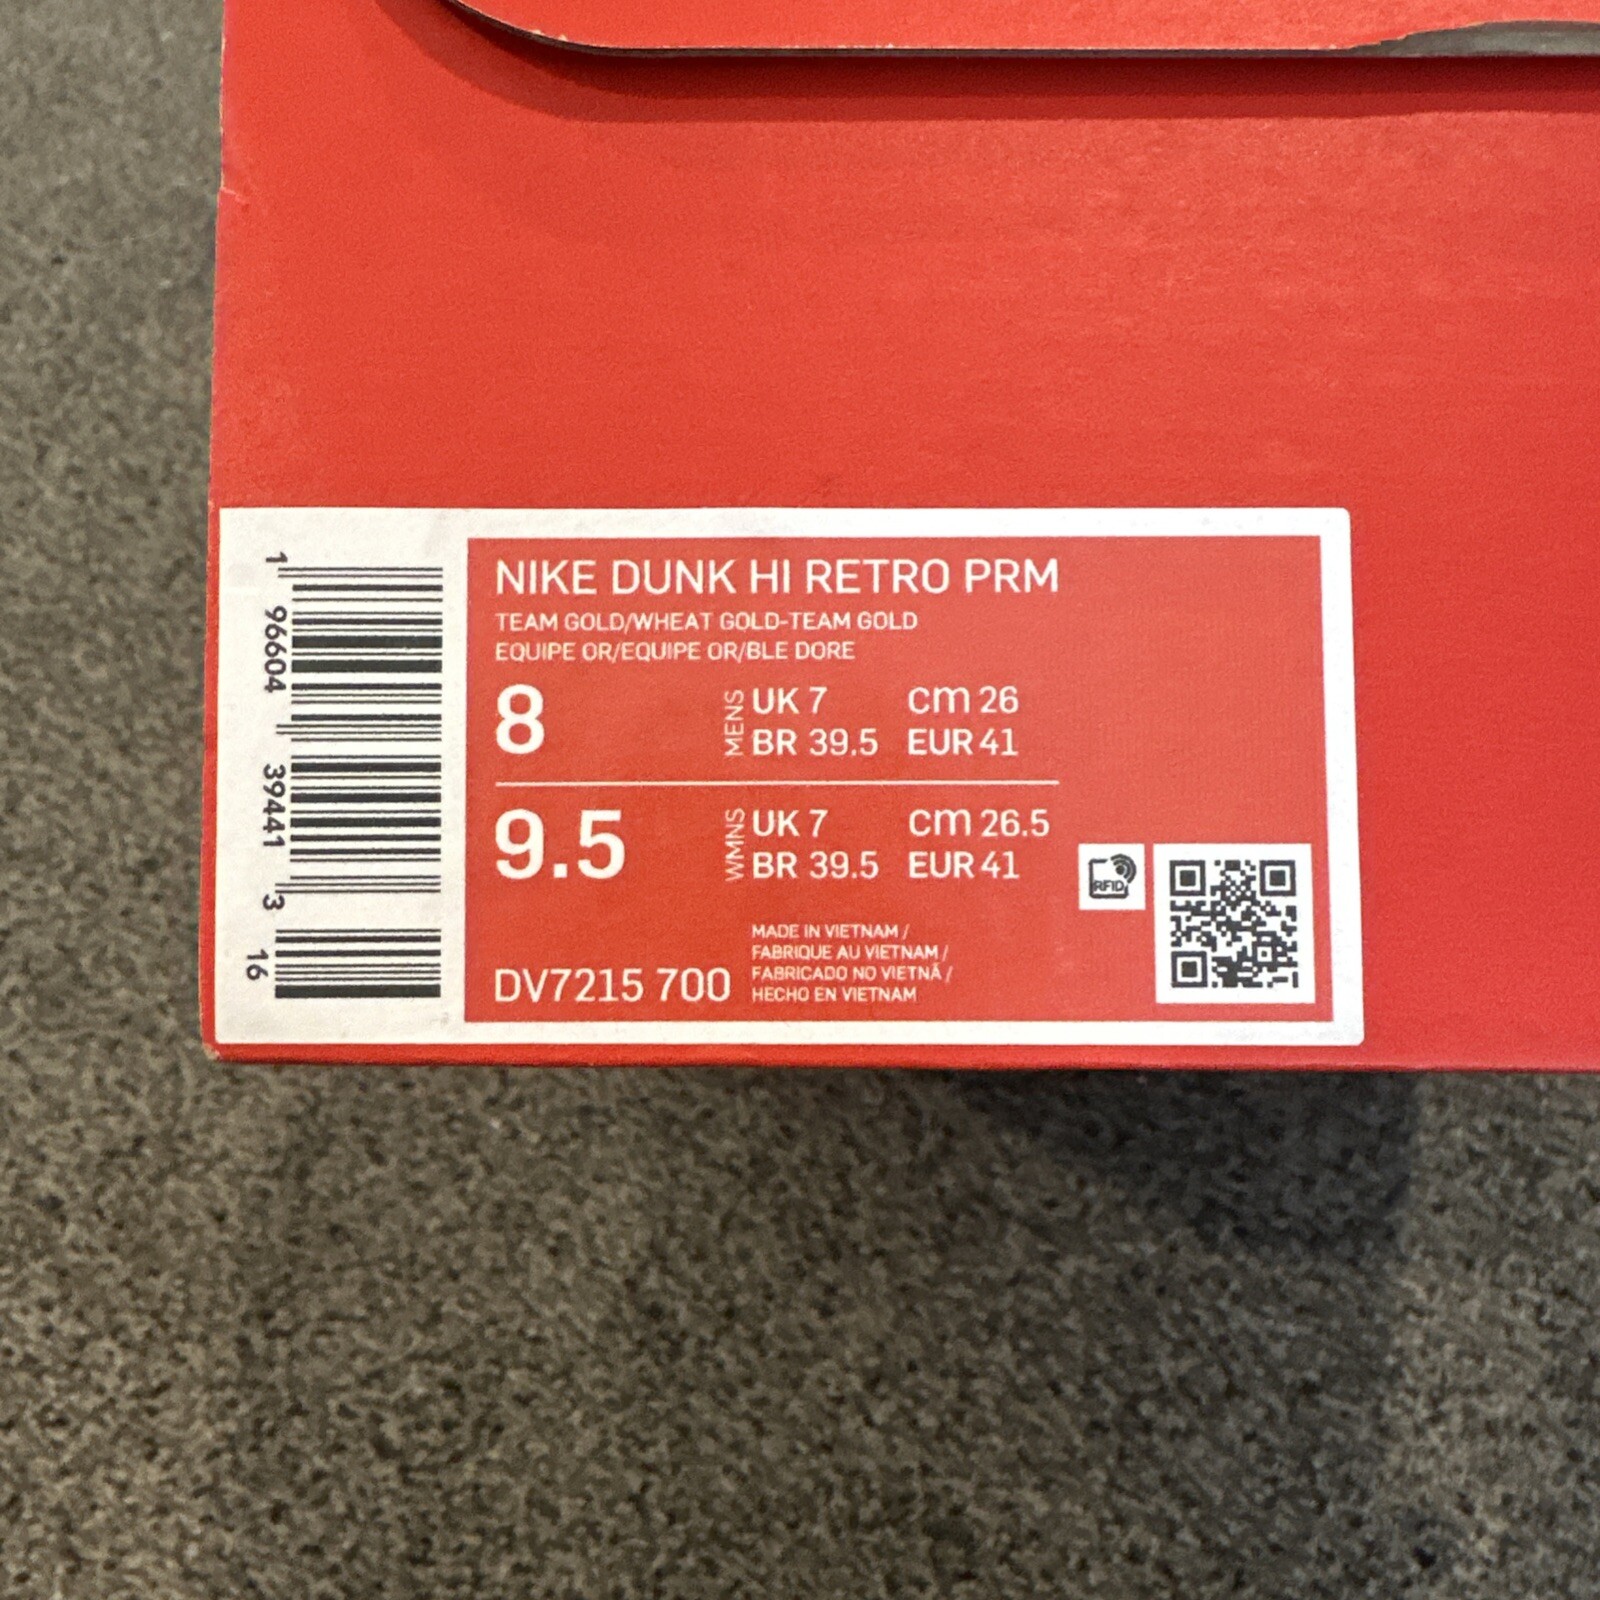 1 96604 39441 3 16
NIKE DUNK HI RETRO PRM
TEAM GOLD/WHEAT GOLD-TEAM GOLD
EQUIPE OR/EQUIPE OR/BLE DORE
8 MENS UK 7 cm 26
BR 39.5 EUR 41
9.5 WMNS UK 7 cm 26.5
BR 39.5 EUR 41
RFID
MADE IN VIETNAM /
FABRIQUE AU VIETNAM /
FABRICADO NO VIETNÃ /
HECHO EN VIETNAM
DV7215 700